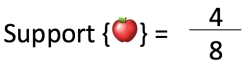 Support {🍎} = 4/8